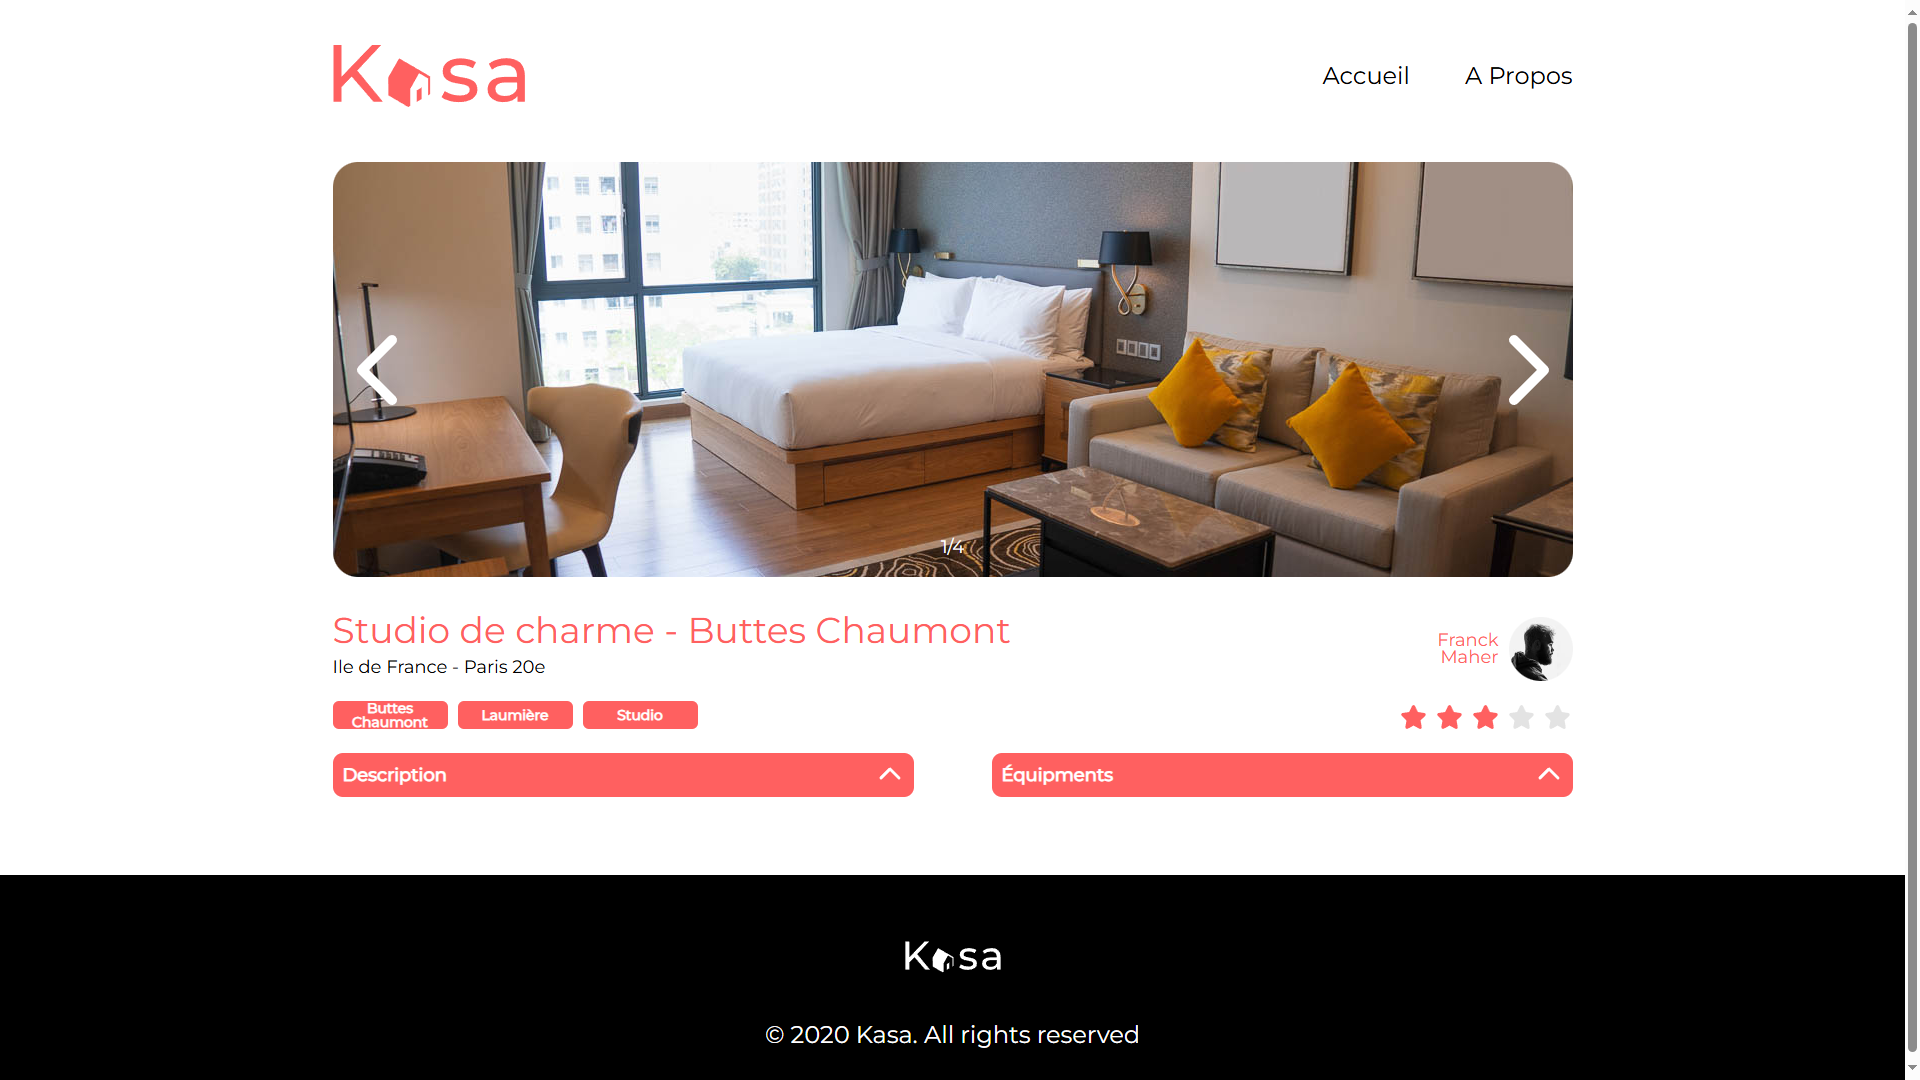 Kasa
Accueil
A Propos
1/4
Studio de charme - Buttes Chaumont
Ile de France - Paris 20e
Franck
Maher
Buttes
Chaumont
Laumière
Studio
Description
Équipments
Kasa
© 2020 Kasa. All rights reserved